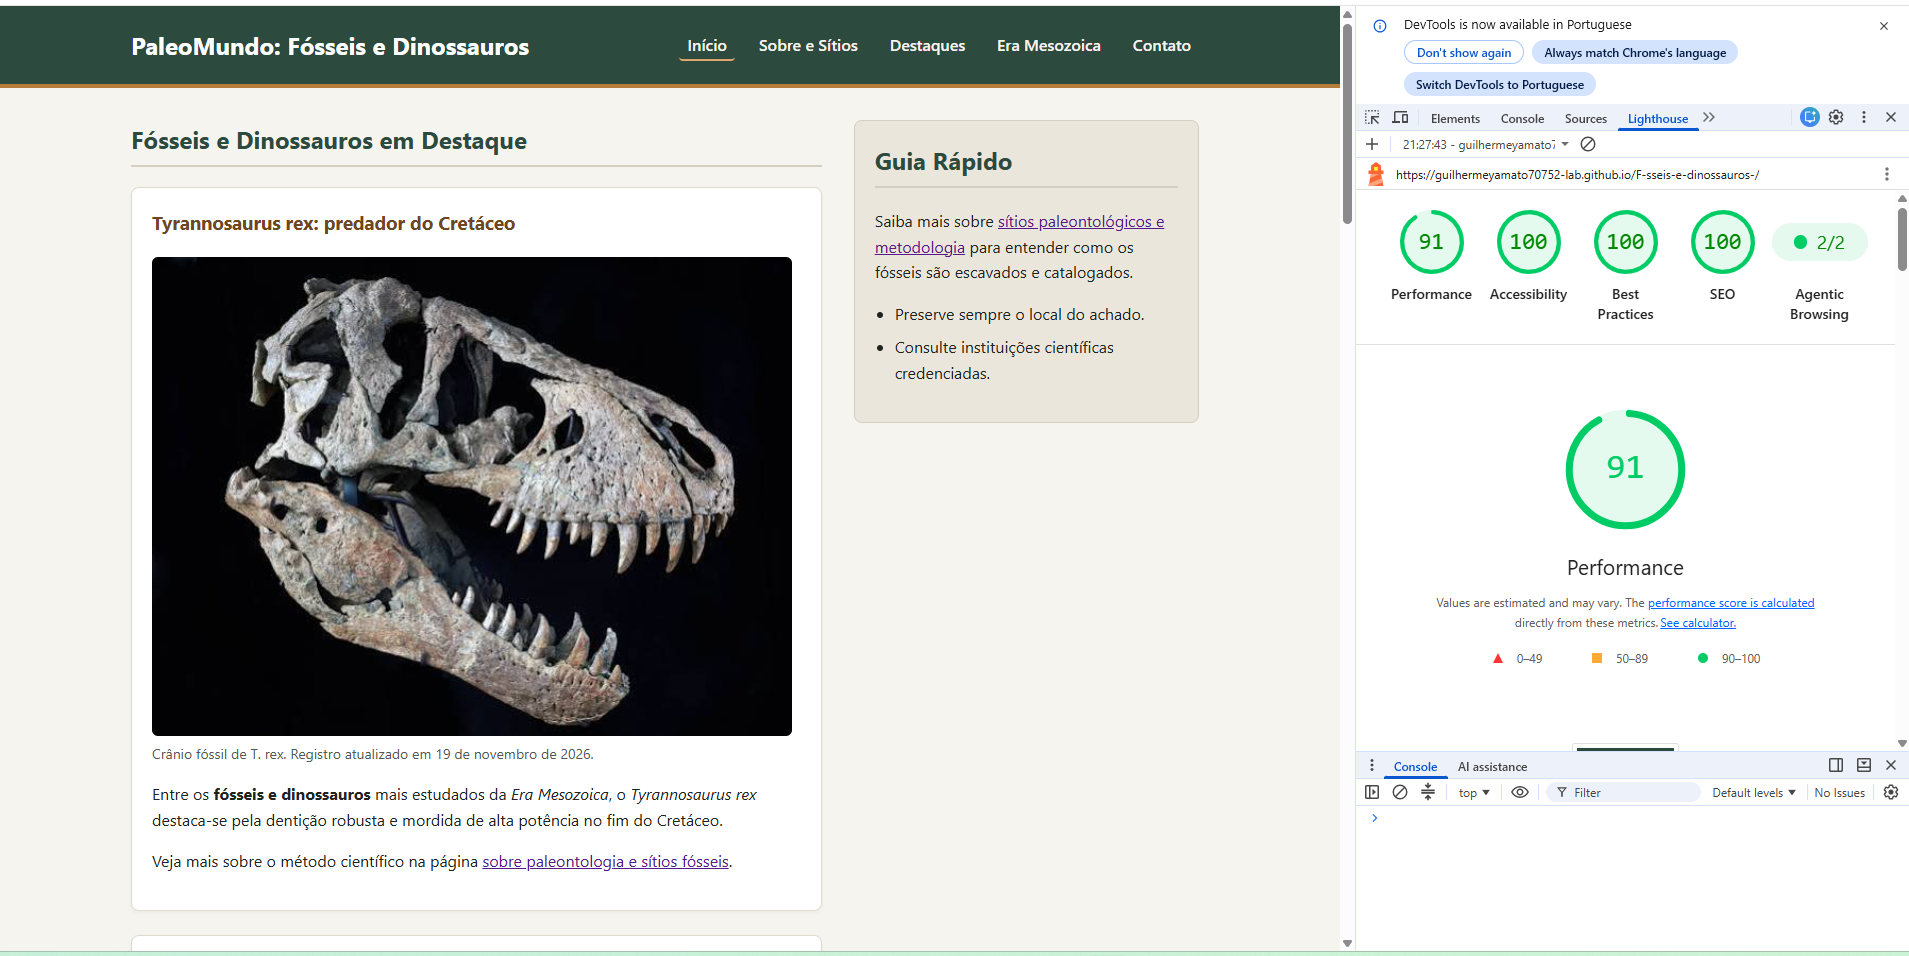 PaleoMundo: Fósseis e Dinossauros
Início
Sobre e Sítios
Destaques
Era Mesozoica
Contato
Fósseis e Dinossauros em Destaque
Tyrannosaurus rex: predador do Cretáceo
Crânio fóssil de T. rex. Registro atualizado em 19 de novembro de 2026.
Entre os fósseis e dinossauros mais estudados da Era Mesozoica, o Tyrannosaurus rex
destaca-se pela dentição robusta e mordida de alta potência no fim do Cretáceo.
Veja mais sobre o método científico na página sobre paleontologia e sítios fósseis.
Guia Rápido
Saiba mais sobre sítios paleontológicos e
metodologia para entender como os
fósseis são escavados e catalogados.
Preserve sempre o local do achado.
Consulte instituições científicas
credenciadas.
DevTools is now available in Portuguese
Don't show again
Always match Chrome's language
Switch DevTools to Portuguese
Elements
Console
Sources
Lighthouse
21:27:43 - guilhermeyamato7
https://guilhermeyamato70752-lab.github.io/F-sseis-e-dinossauros-/
91
100
100
100
2/2
Performance
Accessibility
Best
Practices
SEO
Agentic
Browsing
91
Performance
Values are estimated and may vary. The performance score is calculated
directly from these metrics. See calculator.
0–49
50–89
90–100
Console
AI assistance
top
Filter
Default levels
No Issues